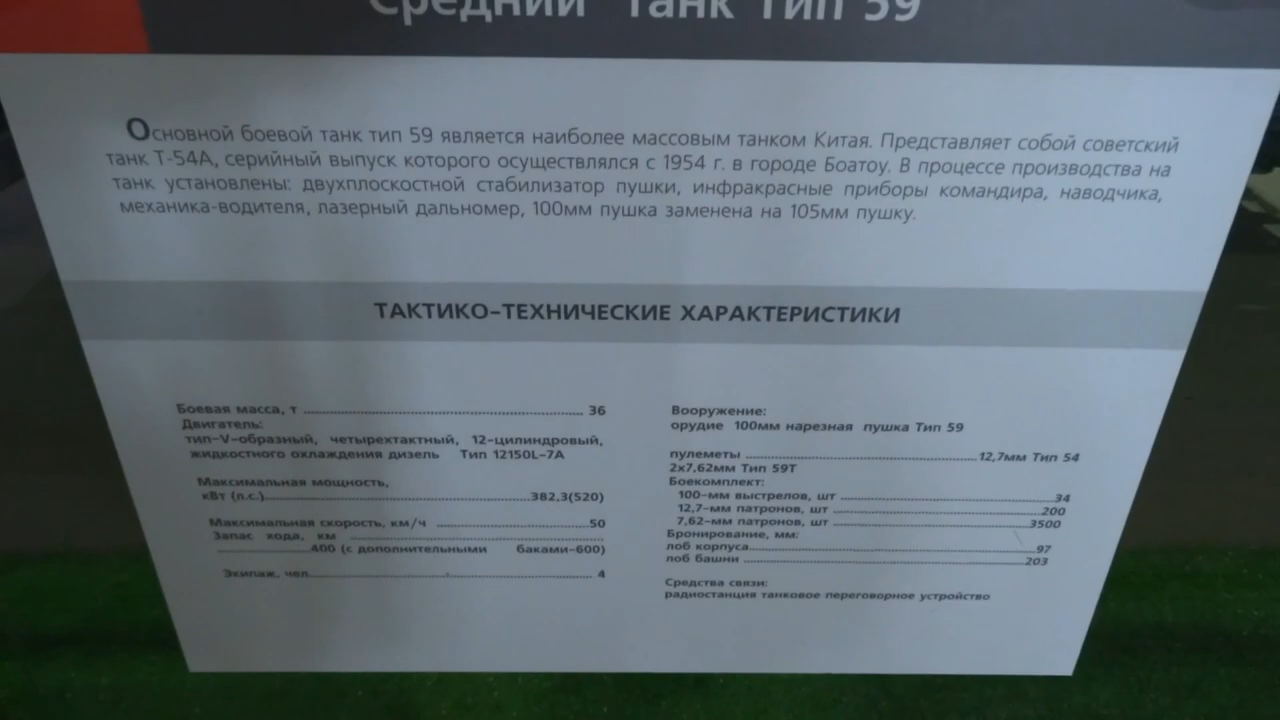 Средний танк Тип 59
Основной боевой танк тип 59 является наиболее массовым танком Китая. Представляет собой советский
танк Т-54А, серийный выпуск которого осуществлялся с 1954 г. в городе Боатоу. В процессе производства на
танк установлены: двухплоскостной стабилизатор пушки, инфракрасные приборы командира, наводчика,
механика-водителя, лазерный дальномер, 100мм пушка заменена на 105мм пушку.
ТАКТИКО-ТЕХНИЧЕСКИЕ ХАРАКТЕРИСТИКИ
Боевая масса, т ........ 36
Двигатель:
тип-V-образный, четырехтактный, 12-цилиндровый,
жидкостного охлаждения дизель Тип 12150L-7А
Максимальная мощность,
кВт (л.с.)........382,3(520)
Максимальная скорость, км/ч ........50
Запас хода, км ........
........400 (с дополнительными баками-600)
Экипаж, чел........ 4
Вооружение:
орудие 100мм нарезная пушка Тип 59
пулеметы ........12,7мм Тип 54
2х7,62мм Тип 59Т
Боекомплект:
100-мм выстрелов, шт ........34
12,7-мм патронов, шт ........200
7,62-мм патронов, шт ........3500
Бронирование, мм:
лоб корпуса........97
лоб башни ........203
Средства связи:
радиостанция танковое переговорное устройство